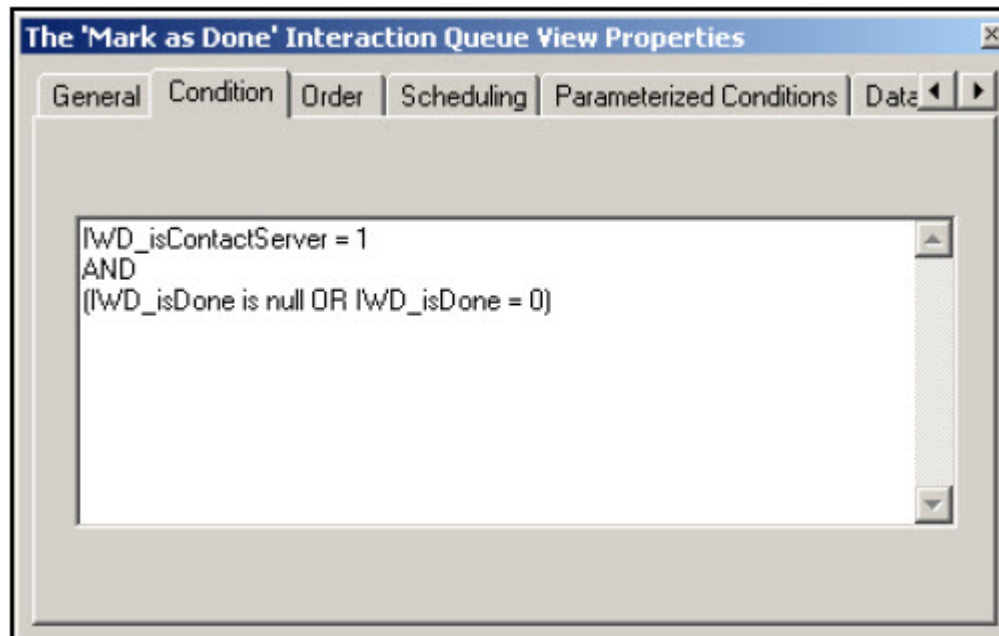 The 'Mark as Done' Interaction Queue View Properties
General Condition Order Scheduling Parameterized Conditions Data
IWD_isContactServer = 1
AND
(IWD_isDone is null OR IWD_isDone = 0)